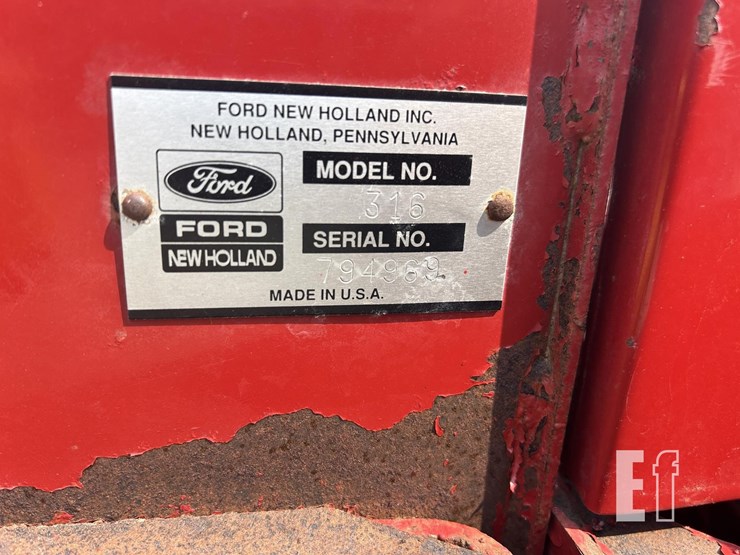 FORD NEW HOLLAND INC.
NEW HOLLAND, PENNSYLVANIA
Ford
FORD
NEW HOLLAND
MODEL NO.
316
SERIAL NO.
794969
MADE IN U.S.A.
Ef